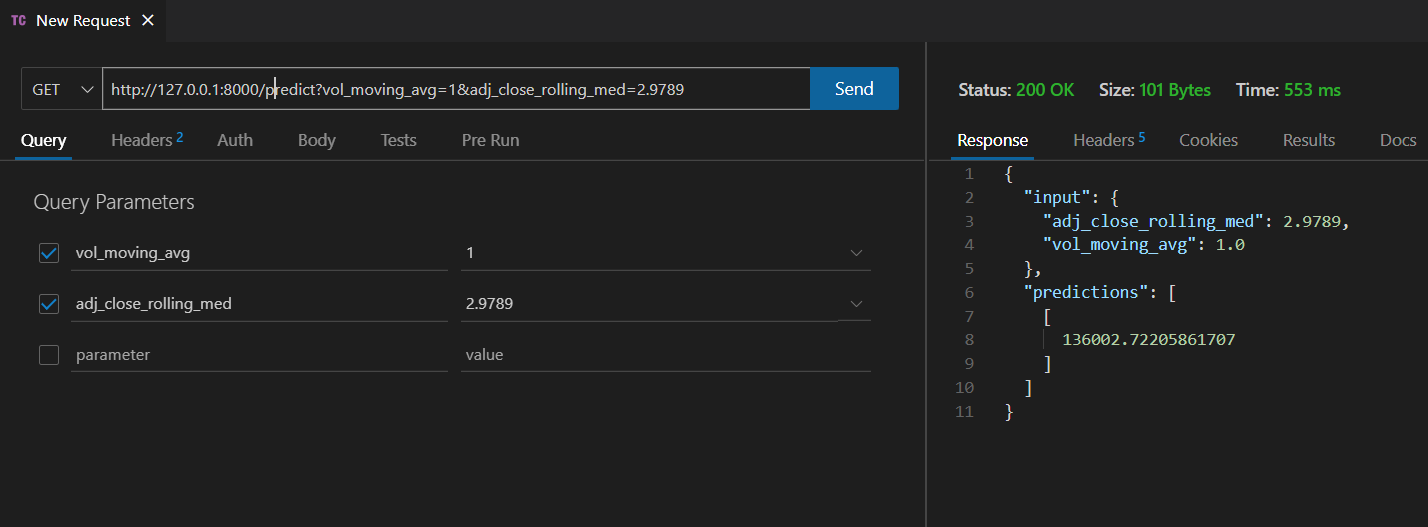 TC New Request
GET http://127.0.0.1:8000/predict?vol_moving_avg=1&adj_close_rolling_med=2.9789 Send
Query Headers 2 Auth Body Tests Pre Run
Query Parameters
vol_moving_avg 1
adj_close_rolling_med 2.9789
parameter value
Status: 200 OK Size: 101 Bytes Time: 553 ms
Response Headers 5 Cookies Results Docs
1 {
2 "input": {
3 "adj_close_rolling_med": 2.9789,
4 "vol_moving_avg": 1.0
5 },
6 "predictions": [
7 [
8 136002.72205861707
9 ]
10 ]
11 }